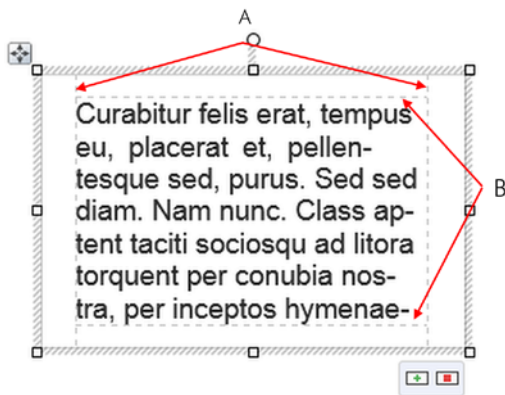 A
Curabitur felis erat, tempus
eu, placerat et, pellen-
tesque sed, purus. Sed sed
diam. Nam nunc. Class ap-
tent taciti sociosqu ad litora
torquent per conubia nos-
tra, per inceptos hymenae-
B